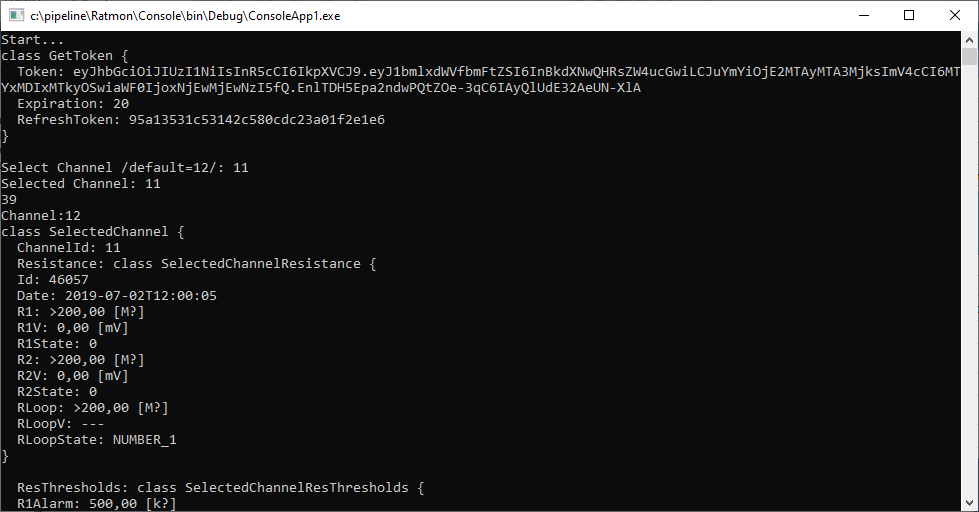 c:\pipeline\Ratmon\Console\bin\Debug\ConsoleApp1.exe
Start...
class GetToken {
Token: eyJhbGciOiJIUzI1NiIsInR5cCI6IkpXVCJ9.eyJ1bmlxdWVfbmFtZSI6InBkdXNwQHRsZW4ucGwiLCJuYmYiOjE2MTAyMTA3MjksImV4cCI6MT
YxMDIxMTkyOSwiaWF0IjoxNjEwMjEwNzI5fQ.EnlTDH5Epa2ndwPQtZOe-3qC6IAyQlUdE32AeUN-XlA
Expiration: 20
RefreshToken: 95a13531c53142c580cdc23a01f2e1e6
}
Select Channel /default=12/: 11
Selected Channel: 11
39
Channel:12
class SelectedChannel {
ChannelId: 11
Resistance: class SelectedChannelResistance {
Id: 46057
Date: 2019-07-02T12:00:05
R1: >200,00 [M?]
R1V: 0,00 [mV]
R1State: 0
R2: >200,00 [M?]
R2V: 0,00 [mV]
R2State: 0
RLoop: >200,00 [M?]
RLoopV: ---
RLoopState: NUMBER_1
}
ResThresholds: class SelectedChannelResThresholds {
R1Alarm: 500,00 [k?]